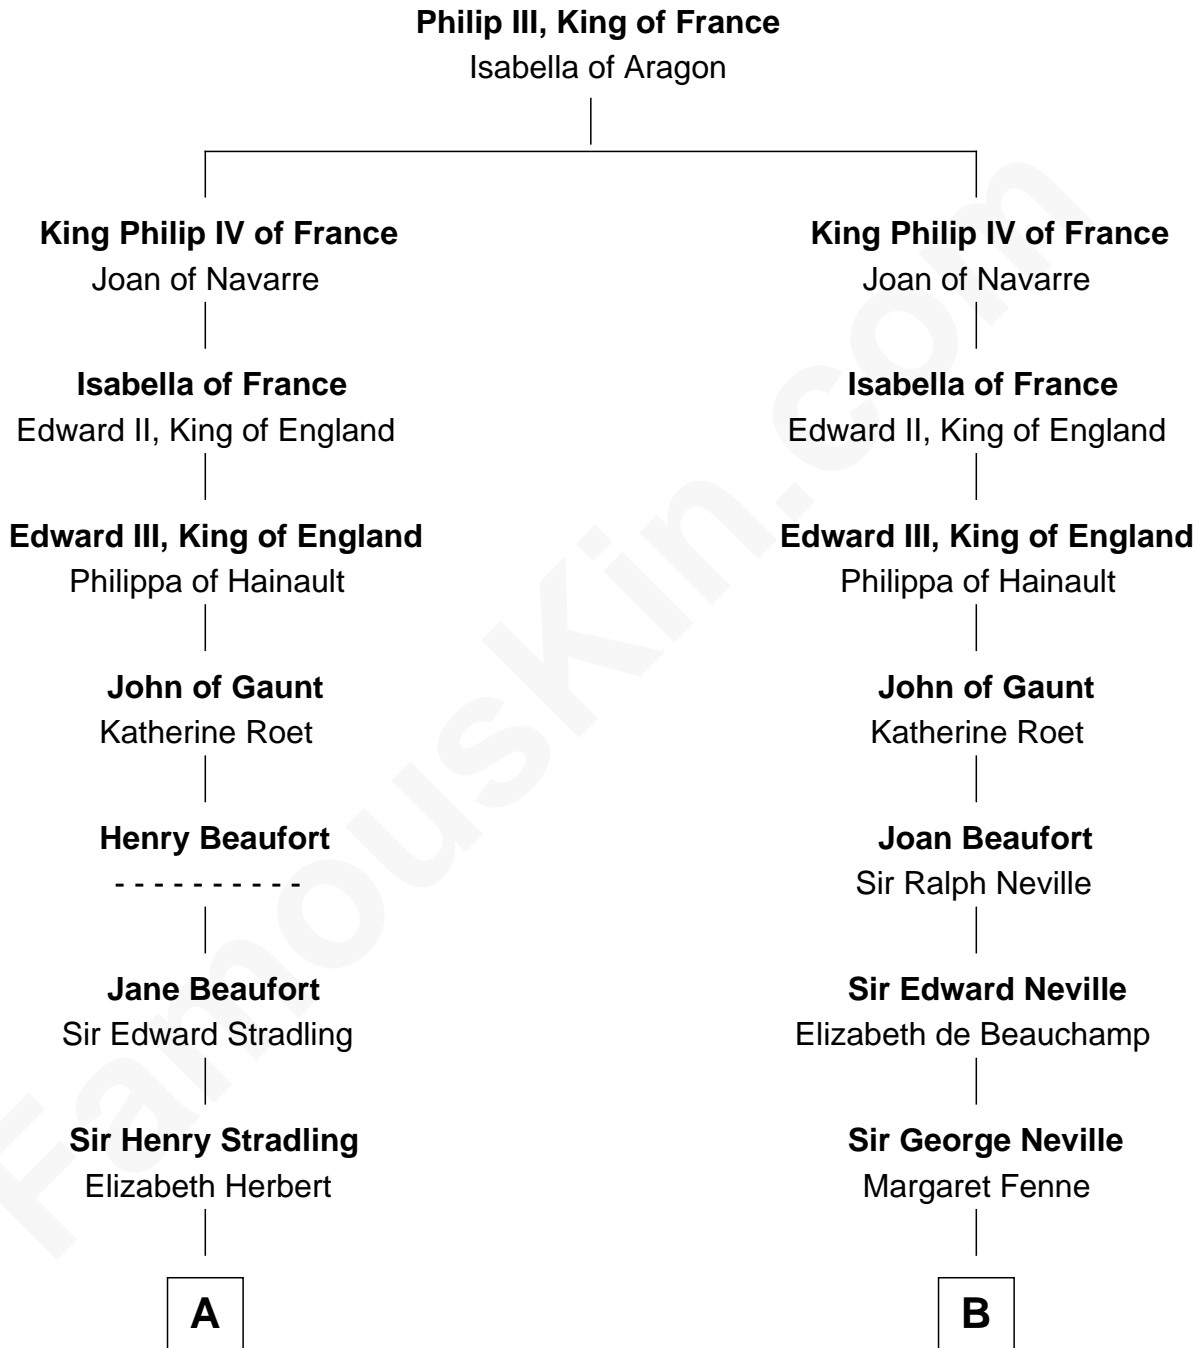 Philip III, King of France
Isabella of Aragon
King Philip IV of France
Joan of Navarre
King Philip IV of France
Joan of Navarre
Isabella of France
Edward II, King of England
Isabella of France
Edward II, King of England
Edward III, King of England
Philippa of Hainault
Edward III, King of England
Philippa of Hainault
John of Gaunt
Katherine Roet
John of Gaunt
Katherine Roet
Henry Beaufort
- - - - - - - - - -
Joan Beaufort
Sir Ralph Neville
Jane Beaufort
Sir Edward Stradling
Sir Edward Neville
Elizabeth de Beauchamp
Sir Henry Stradling
Elizabeth Herbert
Sir George Neville
Margaret Fenne
A
B
FamousKin.com